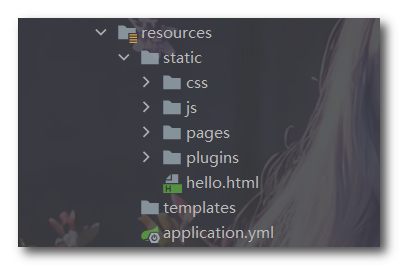 resources
static
css
js
pages
plugins
hello.html
templates
application.yml